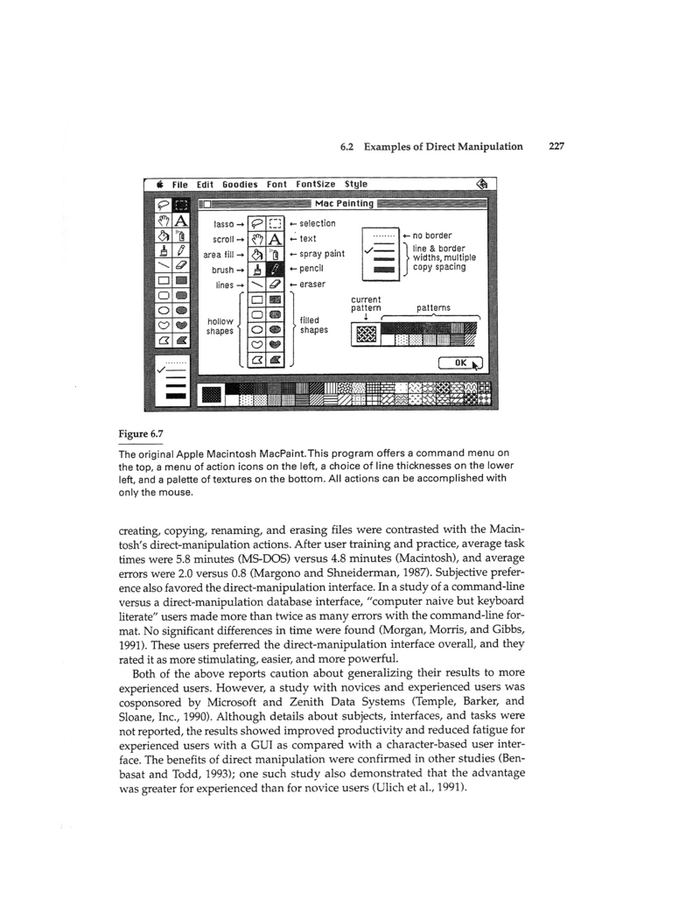 6.2 Examples of Direct Manipulation 227
File Edit Goodies Font FontSize Style
Mac Painting
lasso → ← selection
scroll → A ← text
area fill → ← spray paint
brush → ← pencil
lines → ← eraser
hollow
shapes
filled
shapes
← no border
line & border
widths, multiple
copy spacing
current
pattern
patterns
OK
A
Figure 6.7
The original Apple Macintosh MacPaint. This program offers a command menu on
the top, a menu of action icons on the left, a choice of line thicknesses on the lower
left, and a palette of textures on the bottom. All actions can be accomplished with
only the mouse.
creating, copying, renaming, and erasing files were contrasted with the Macin-
tosh's direct-manipulation actions. After user training and practice, average task
times were 5.8 minutes (MS-DOS) versus 4.8 minutes (Macintosh), and average
errors were 2.0 versus 0.8 (Margono and Shneiderman, 1987). Subjective prefer-
ence also favored the direct-manipulation interface. In a study of a command-line
versus a direct-manipulation database interface, "computer naive but keyboard
literate" users made more than twice as many errors with the command-line for-
mat. No significant differences in time were found (Morgan, Morris, and Gibbs,
1991). These users preferred the direct-manipulation interface overall, and they
rated it as more stimulating, easier, and more powerful.
Both of the above reports caution about generalizing their results to more
experienced users. However, a study with novices and experienced users was
cosponsored by Microsoft and Zenith Data Systems (Temple, Barker, and
Sloane, Inc., 1990). Although details about subjects, interfaces, and tasks were
not reported, the results showed improved productivity and reduced fatigue for
experienced users with a GUI as compared with a character-based user inter-
face. The benefits of direct manipulation were confirmed in other studies (Ben-
basat and Todd, 1993); one such study also demonstrated that the advantage
was greater for experienced than for novice users (Ulich et al., 1991).